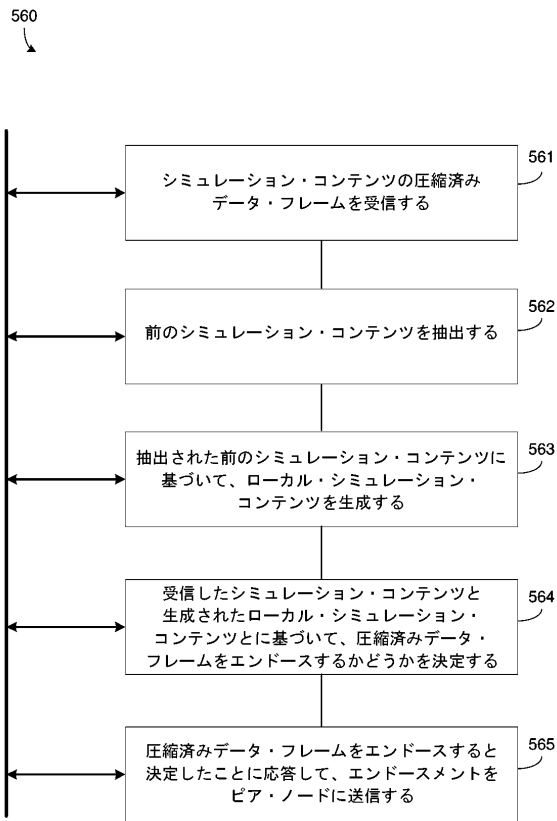 560
シミュレーション・コンテンツの圧縮済み
データ・フレームを受信する
561
前のシミュレーション・コンテンツを抽出する
562
抽出された前のシミュレーション・コンテンツに
基づいて、ローカル・シミュレーション・
コンテンツを生成する
563
受信したシミュレーション・コンテンツと
生成されたローカル・シミュレーション・
コンテンツとに基づいて、圧縮済みデータ・
フレームをエンドースするかどうかを決定する
564
圧縮済みデータ・フレームをエンドースすると
決定したことに応答して、エンドースメントを
ピア・ノードに送信する
565